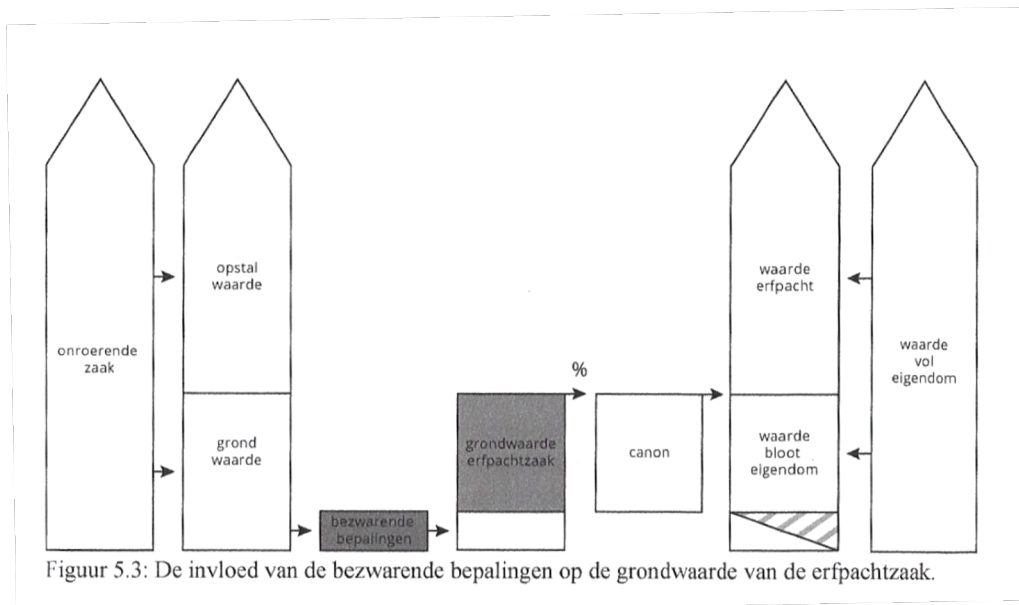 onroerende
zaak
opstal
waarde
grond
waarde
bezwarende
bepalingen
grondwaarde
erfpachtzaak
%
canon
waarde
erfpacht
waarde
bloot
eigendom
waarde
vol
eigendom
Figuur 5.3: De invloed van de bezwarende bepalingen op de grondwaarde van de erfpachtzaak.